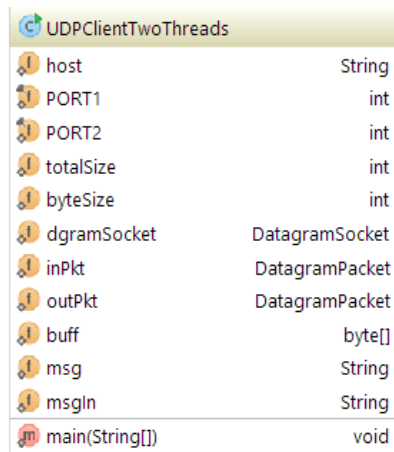 UDPClientTwoThreads
host String
PORT1 int
PORT2 int
totalSize int
byteSize int
dgramSocket DatagramSocket
inPkt DatagramPacket
outPkt DatagramPacket
buff byte[]
msg String
msgIn String
main(String[]) void